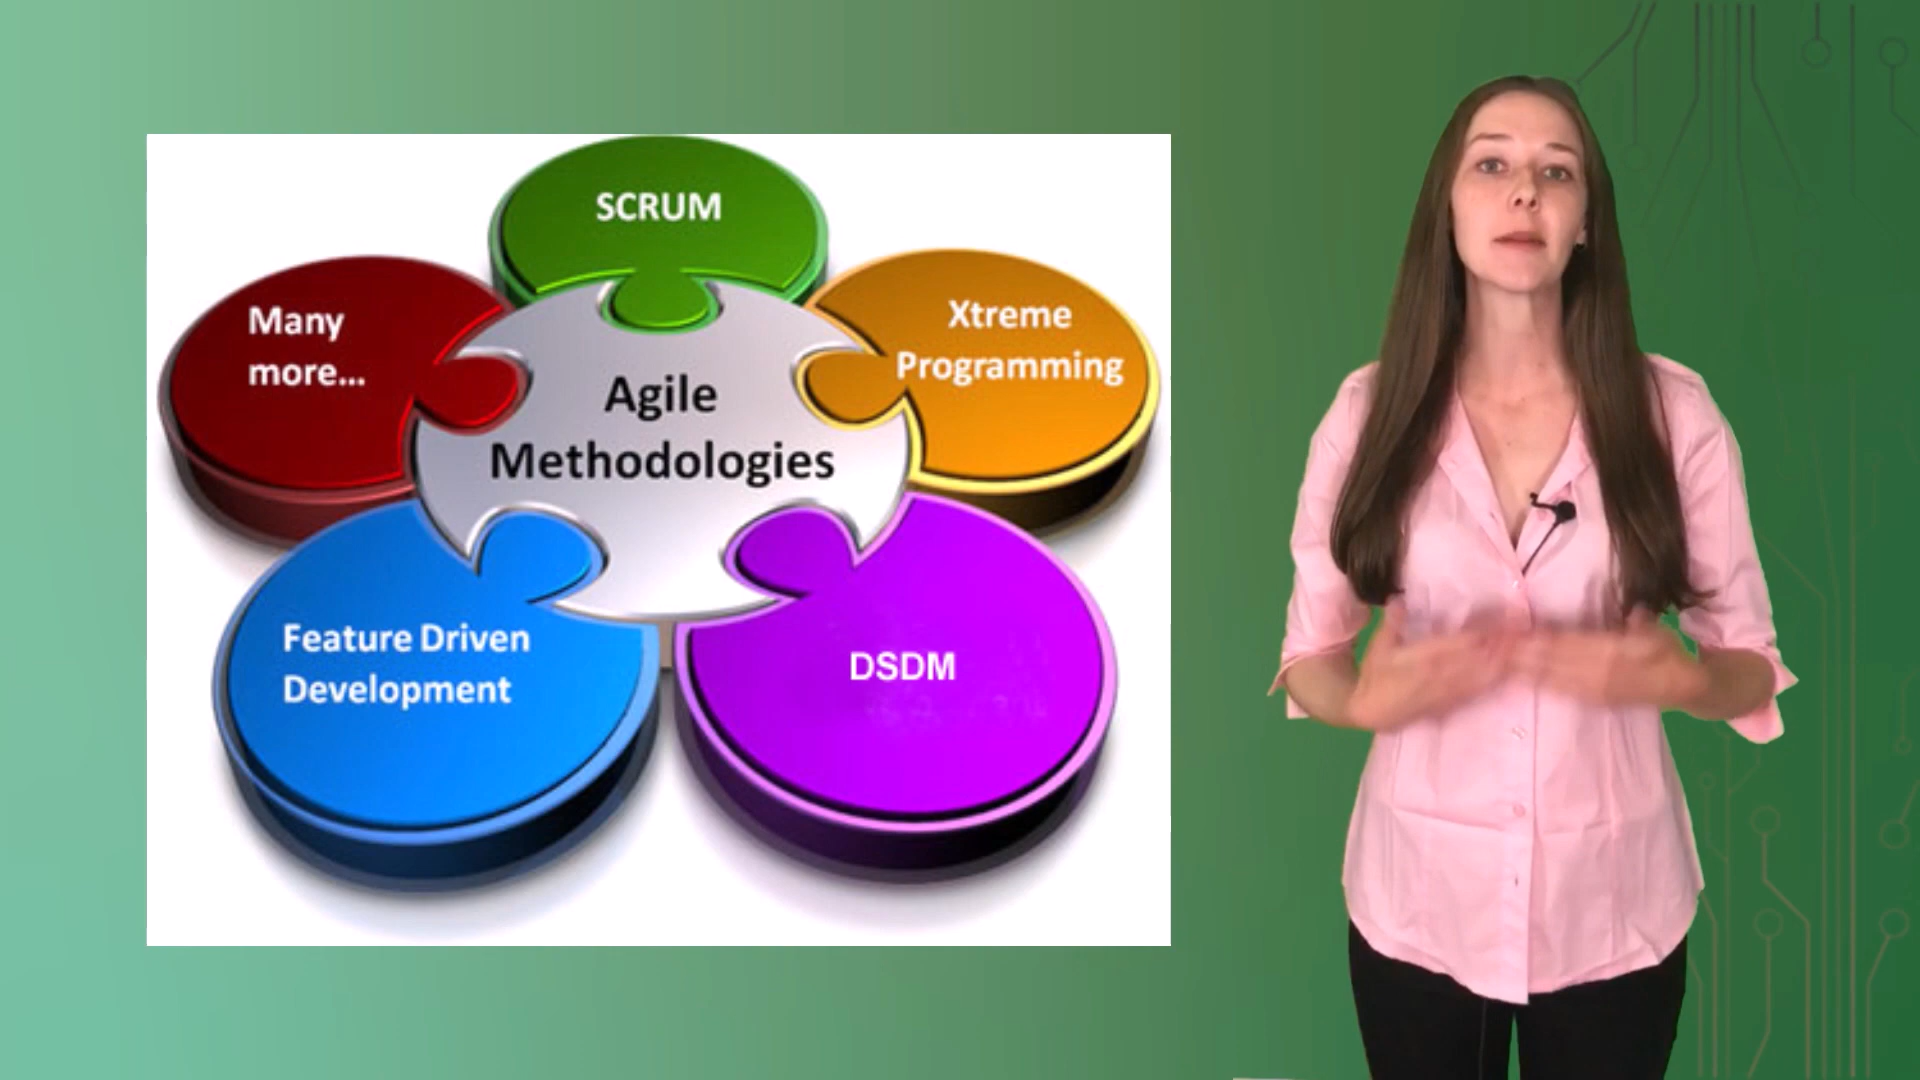 SCRUM
Many
more...
Xtreme
Programming
Agile
Methodologies
Feature Driven
Development
DSDM